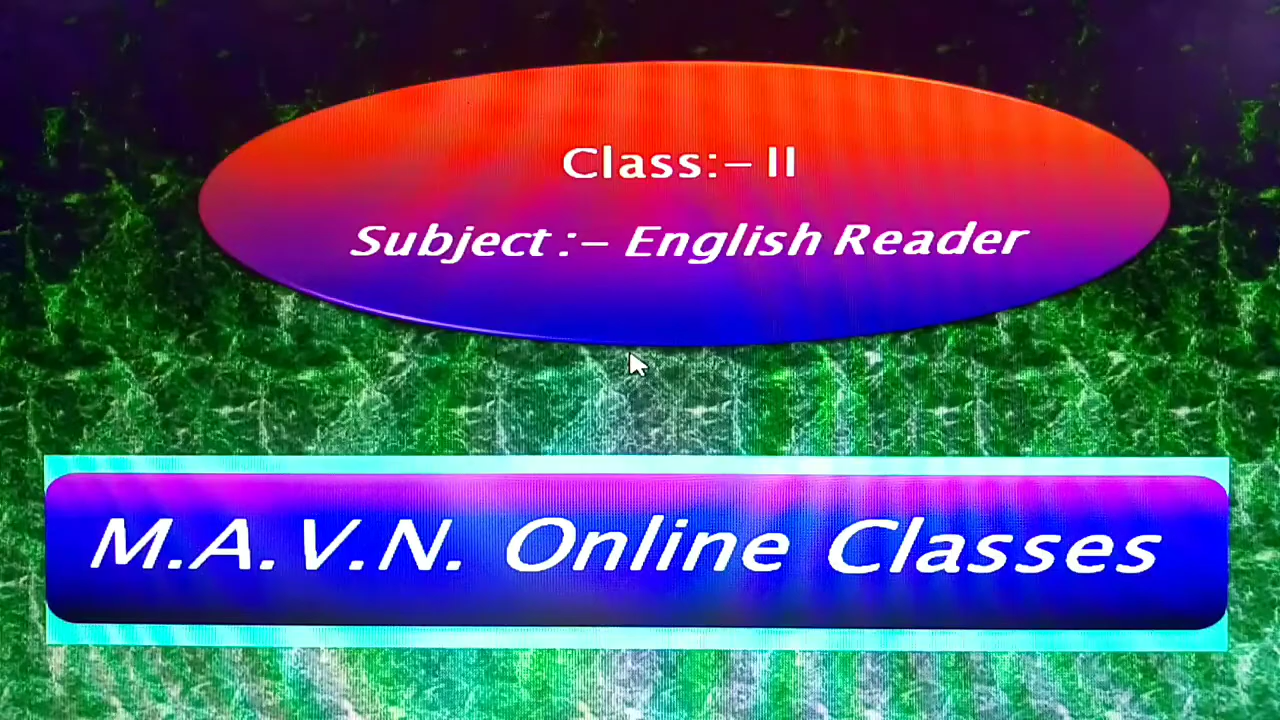 Class:– II
Subject :– English Reader
M.A.V.N. Online Classes